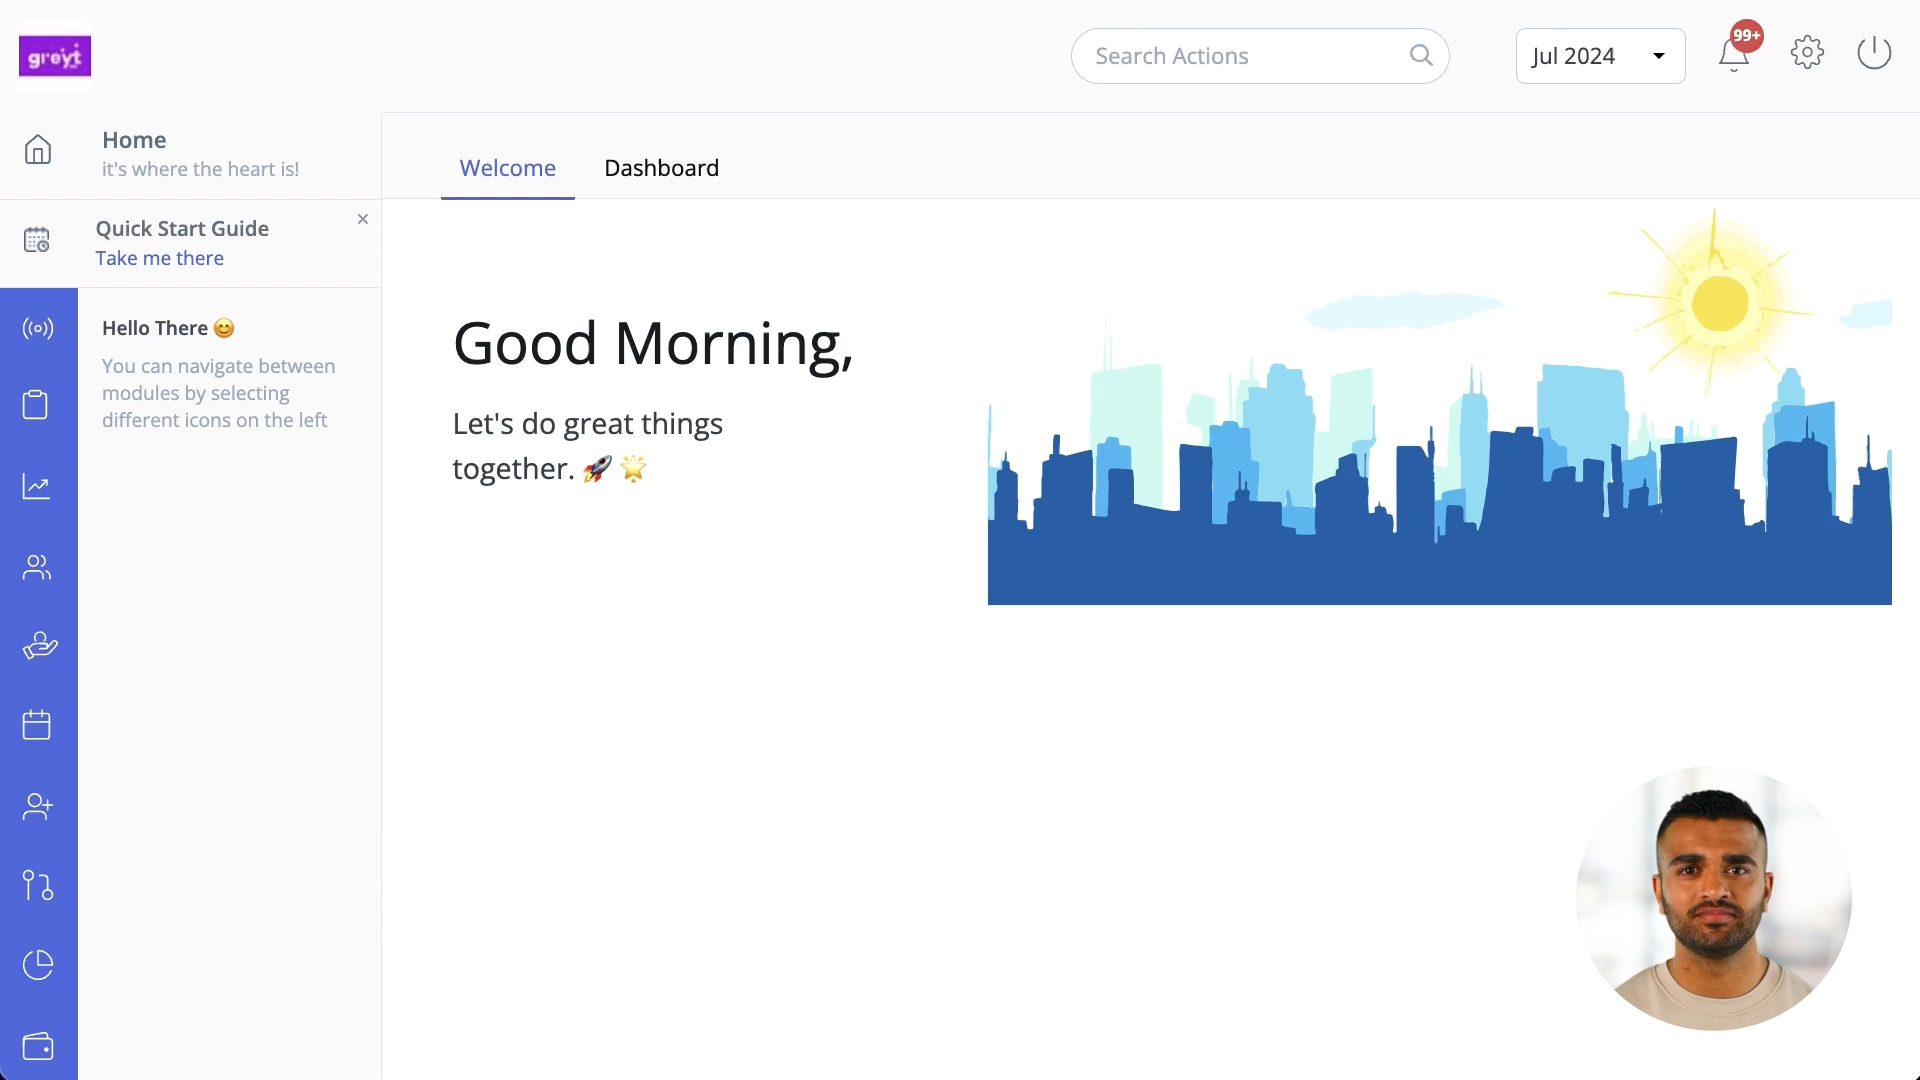 greyt
Search Actions
Jul 2024
99+
Home
it's where the heart is!
Welcome
Dashboard
Quick Start Guide
Take me there
Hello There 😊
You can navigate between
modules by selecting
different icons on the left
Good Morning,
Let's do great things
together. 🚀 🌟